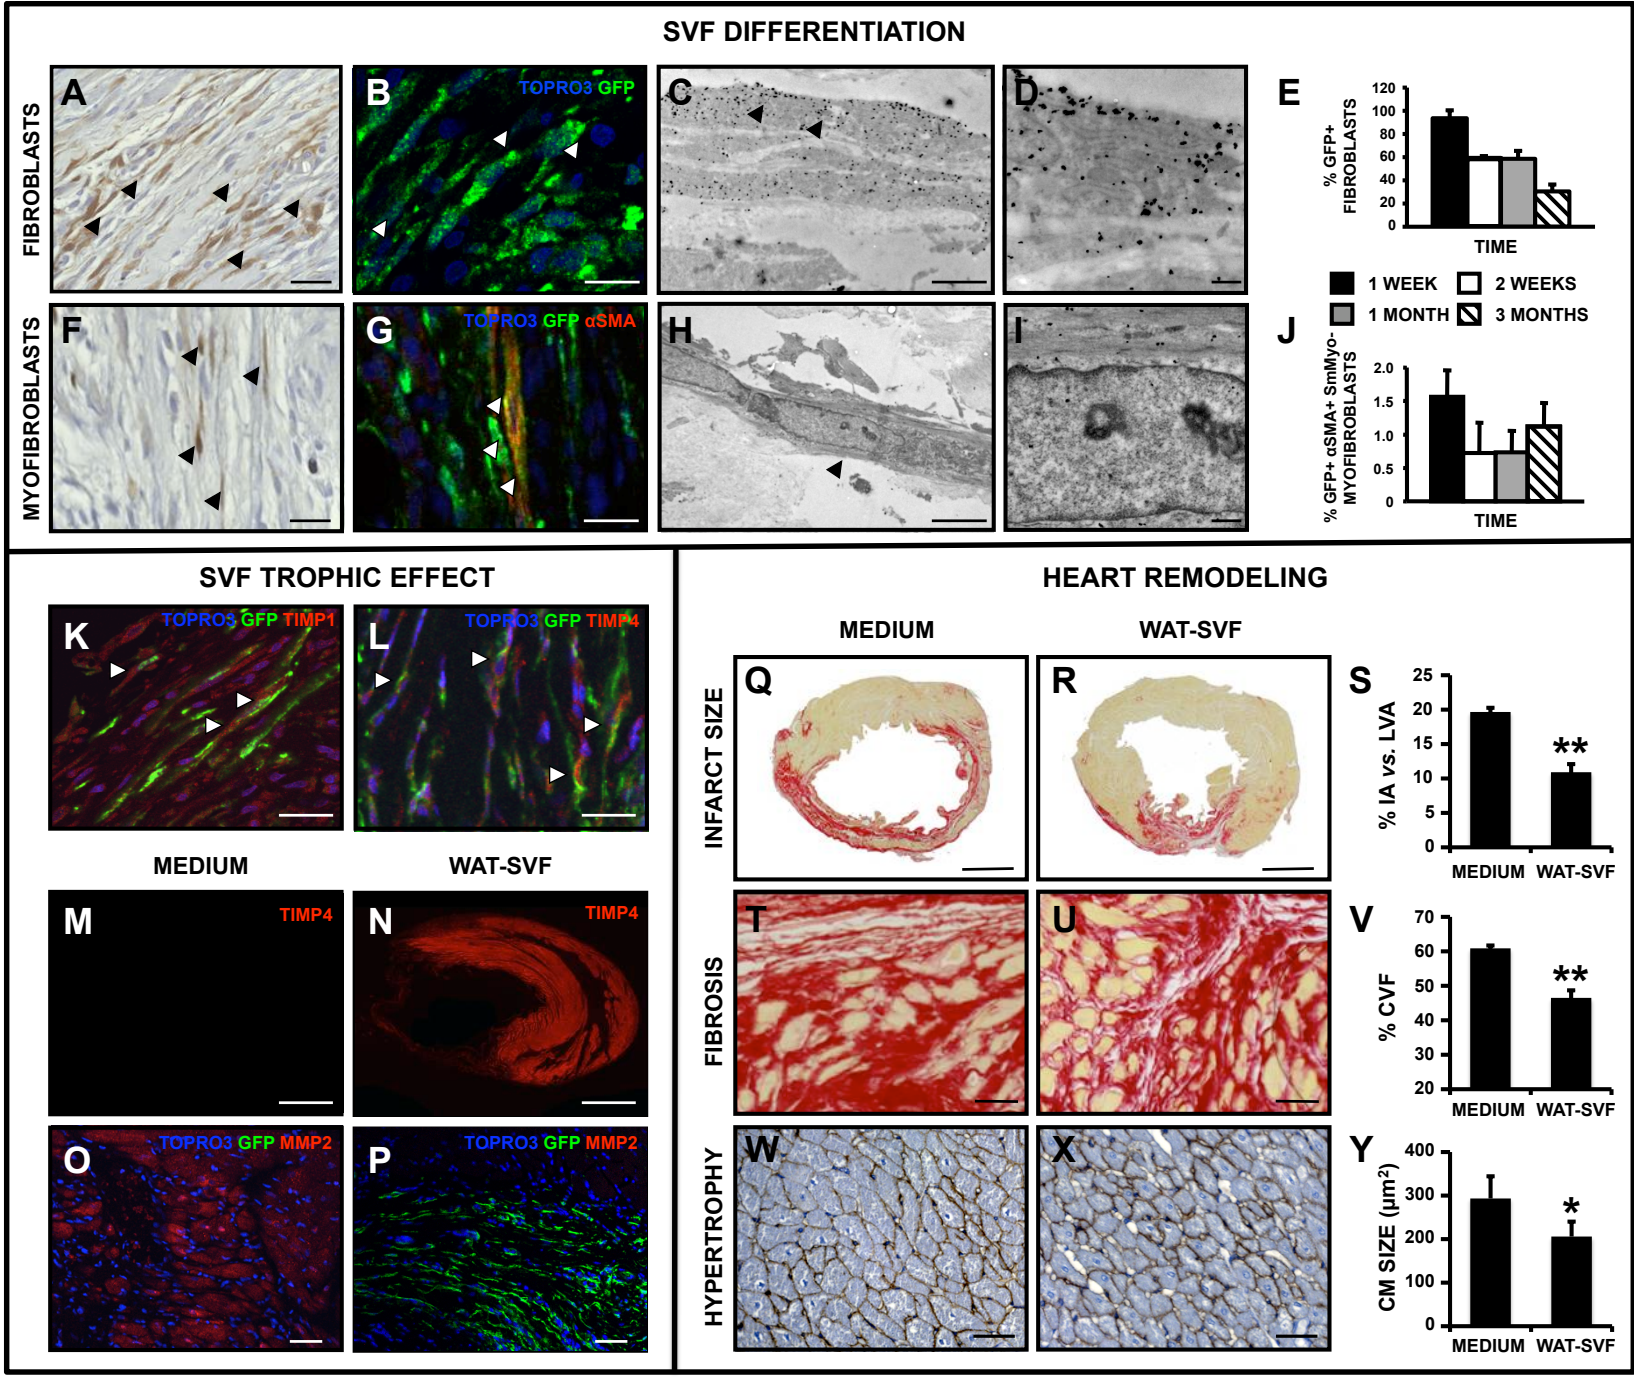 SVF DIFFERENTIATION
FIBROBLASTS
A
B
TOPRO3 GFP
C
D
E
% GFP+
FIBROBLASTS
120
100
80
60
40
20
0
TIME
1 WEEK
2 WEEKS
1 MONTH
3 MONTHS
MYOFIBROBLASTS
F
G
TOPRO3 GFP αSMA
H
I
J
% GFP+ αSMA+ SmMyo-
MYOFIBROBLASTS
2.0
1.5
1.0
0.5
0
TIME
SVF TROPHIC EFFECT
K
TOPRO3 GFP TIMP1
L
TOPRO3 GFP TIMP4
MEDIUM
WAT-SVF
M
TIMP4
N
TIMP4
O
TOPRO3 GFP MMP2
P
TOPRO3 GFP MMP2
HEART REMODELING
MEDIUM
WAT-SVF
INFARCT SIZE
Q
R
S
% IA vs. LVA
25
20
15
10
5
0
**
MEDIUM WAT-SVF
FIBROSIS
T
U
V
% CVF
70
60
50
40
30
20
**
MEDIUM WAT-SVF
HYPERTROPHY
W
X
Y
CM SIZE (µm²)
400
300
200
100
0
*
MEDIUM WAT-SVF